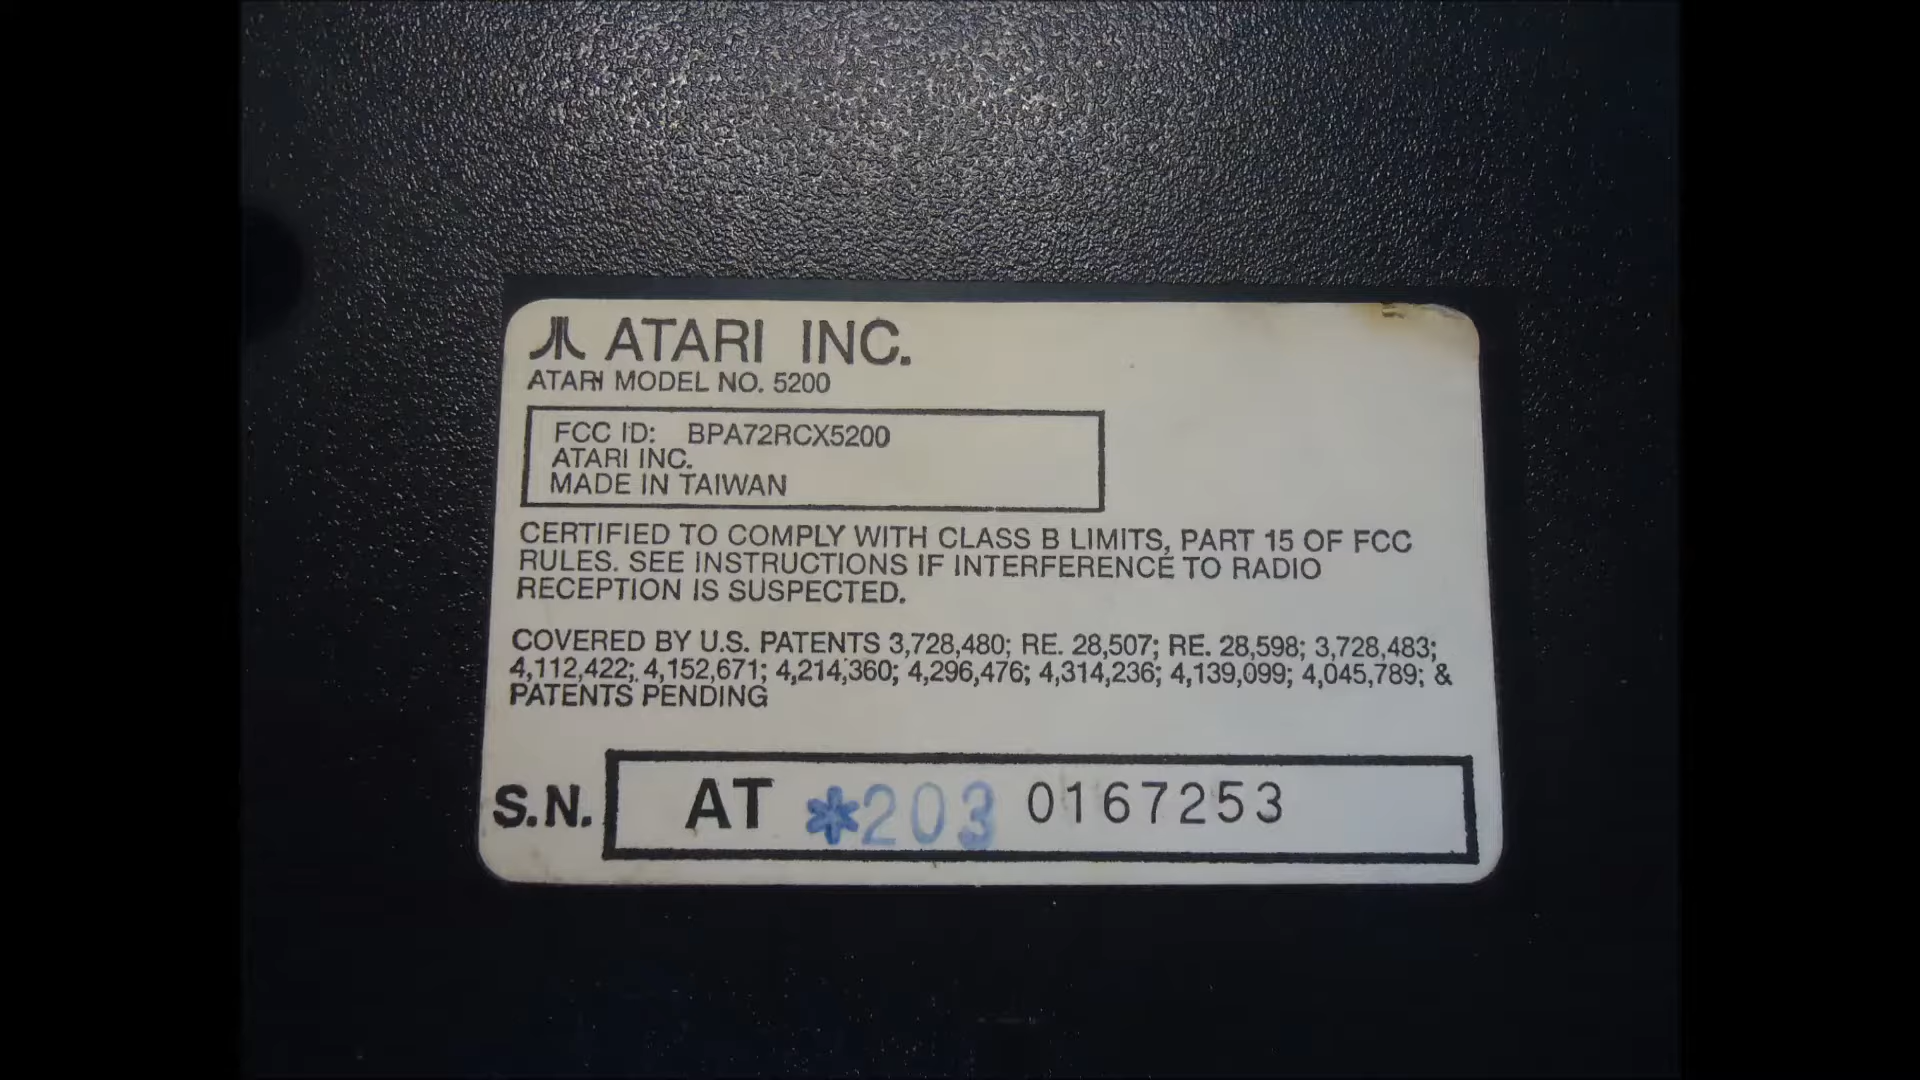 ATARI INC.
ATARI MODEL NO. 5200
FCC ID: BPA72RCX5200
ATARI INC.
MADE IN TAIWAN
CERTIFIED TO COMPLY WITH CLASS B LIMITS, PART 15 OF FCC
RULES. SEE INSTRUCTIONS IF INTERFERENCE TO RADIO
RECEPTION IS SUSPECTED.
COVERED BY U.S. PATENTS 3,728,480; RE. 28,507; RE. 28,598; 3,728,483;
4,112,422; 4,152,671; 4,214,360; 4,296,476; 4,314,236; 4,139,099; 4,045,789; &
PATENTS PENDING
S.N. AT *203 0167253